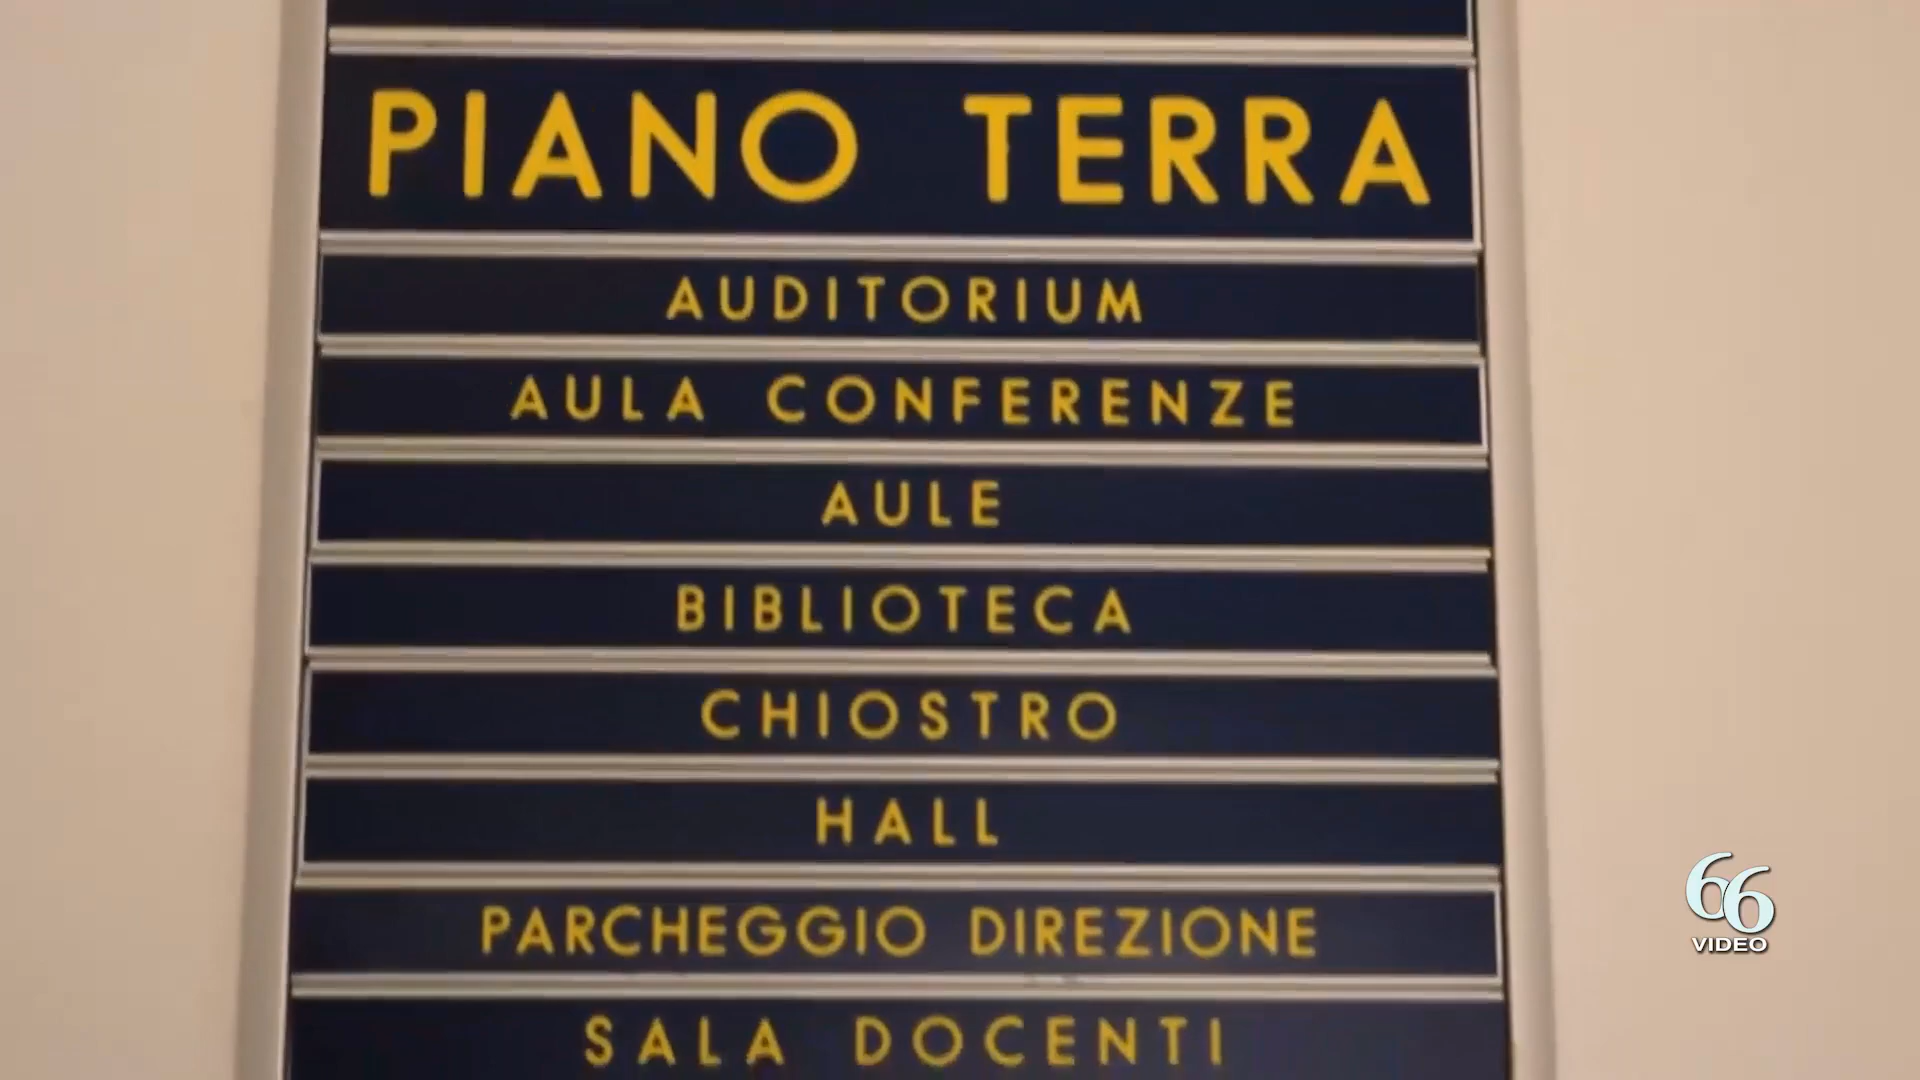 PIANO TERRA
AUDITORIUM
AULA CONFERENZE
AULE
BIBLIOTECA
CHIOSTRO
HALL
PARCHEGGIO DIREZIONE
SALA DOCENTI
66
VIDEO